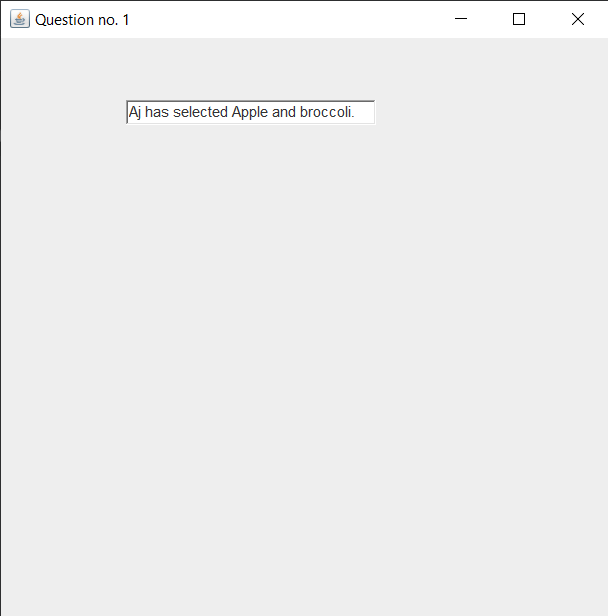 Question no. 1
Aj has selected Apple and broccoli.